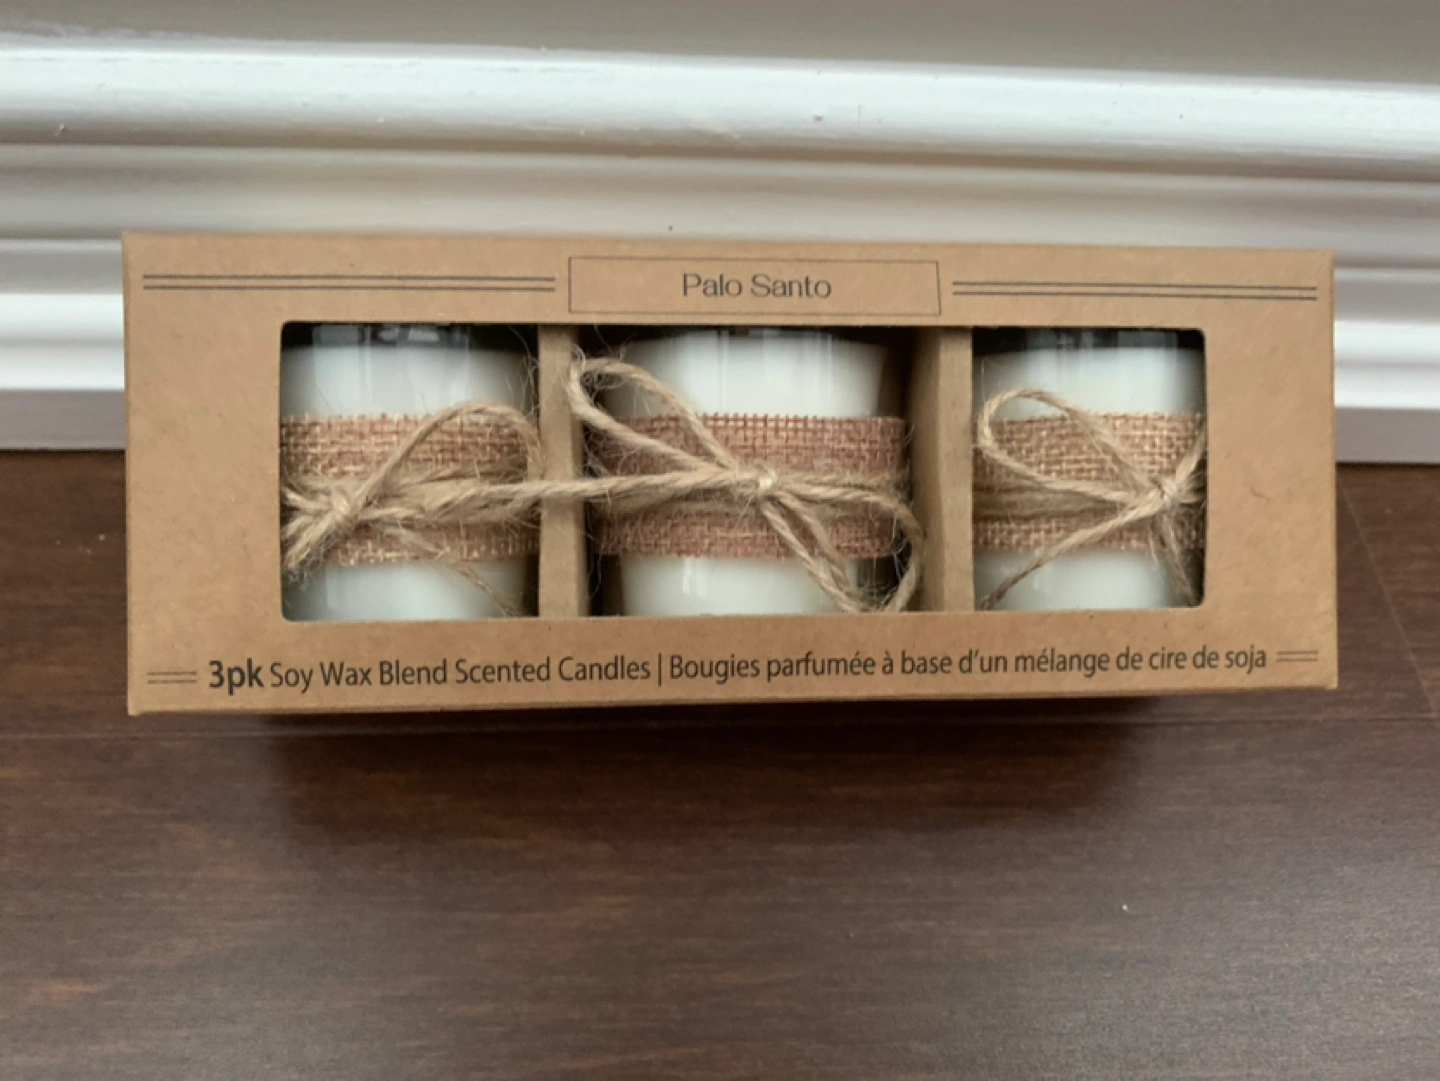 Palo Santo
3pk Soy Wax Blend Scented Candles | Bougies parfumée à base d'un mélange de cire de soja